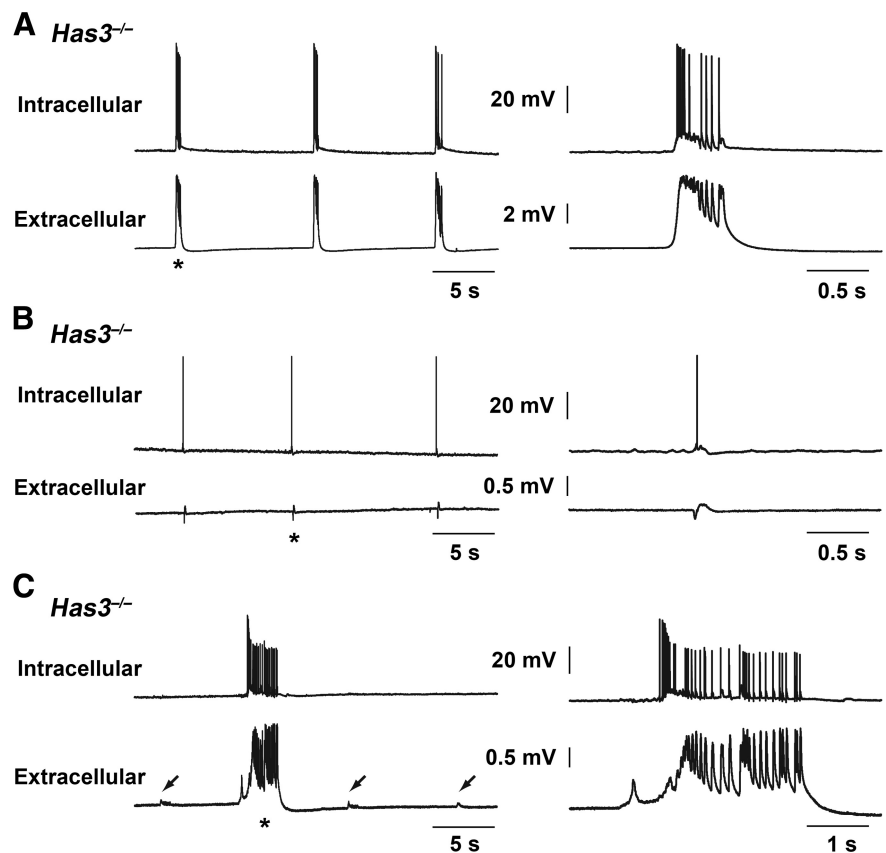 A
Has3–/–
Intracellular
20 mV
Extracellular
2 mV
*
5 s
0.5 s
B
Has3–/–
Intracellular
20 mV
Extracellular
0.5 mV
*
5 s
0.5 s
C
Has3–/–
Intracellular
20 mV
Extracellular
0.5 mV
*
5 s
1 s